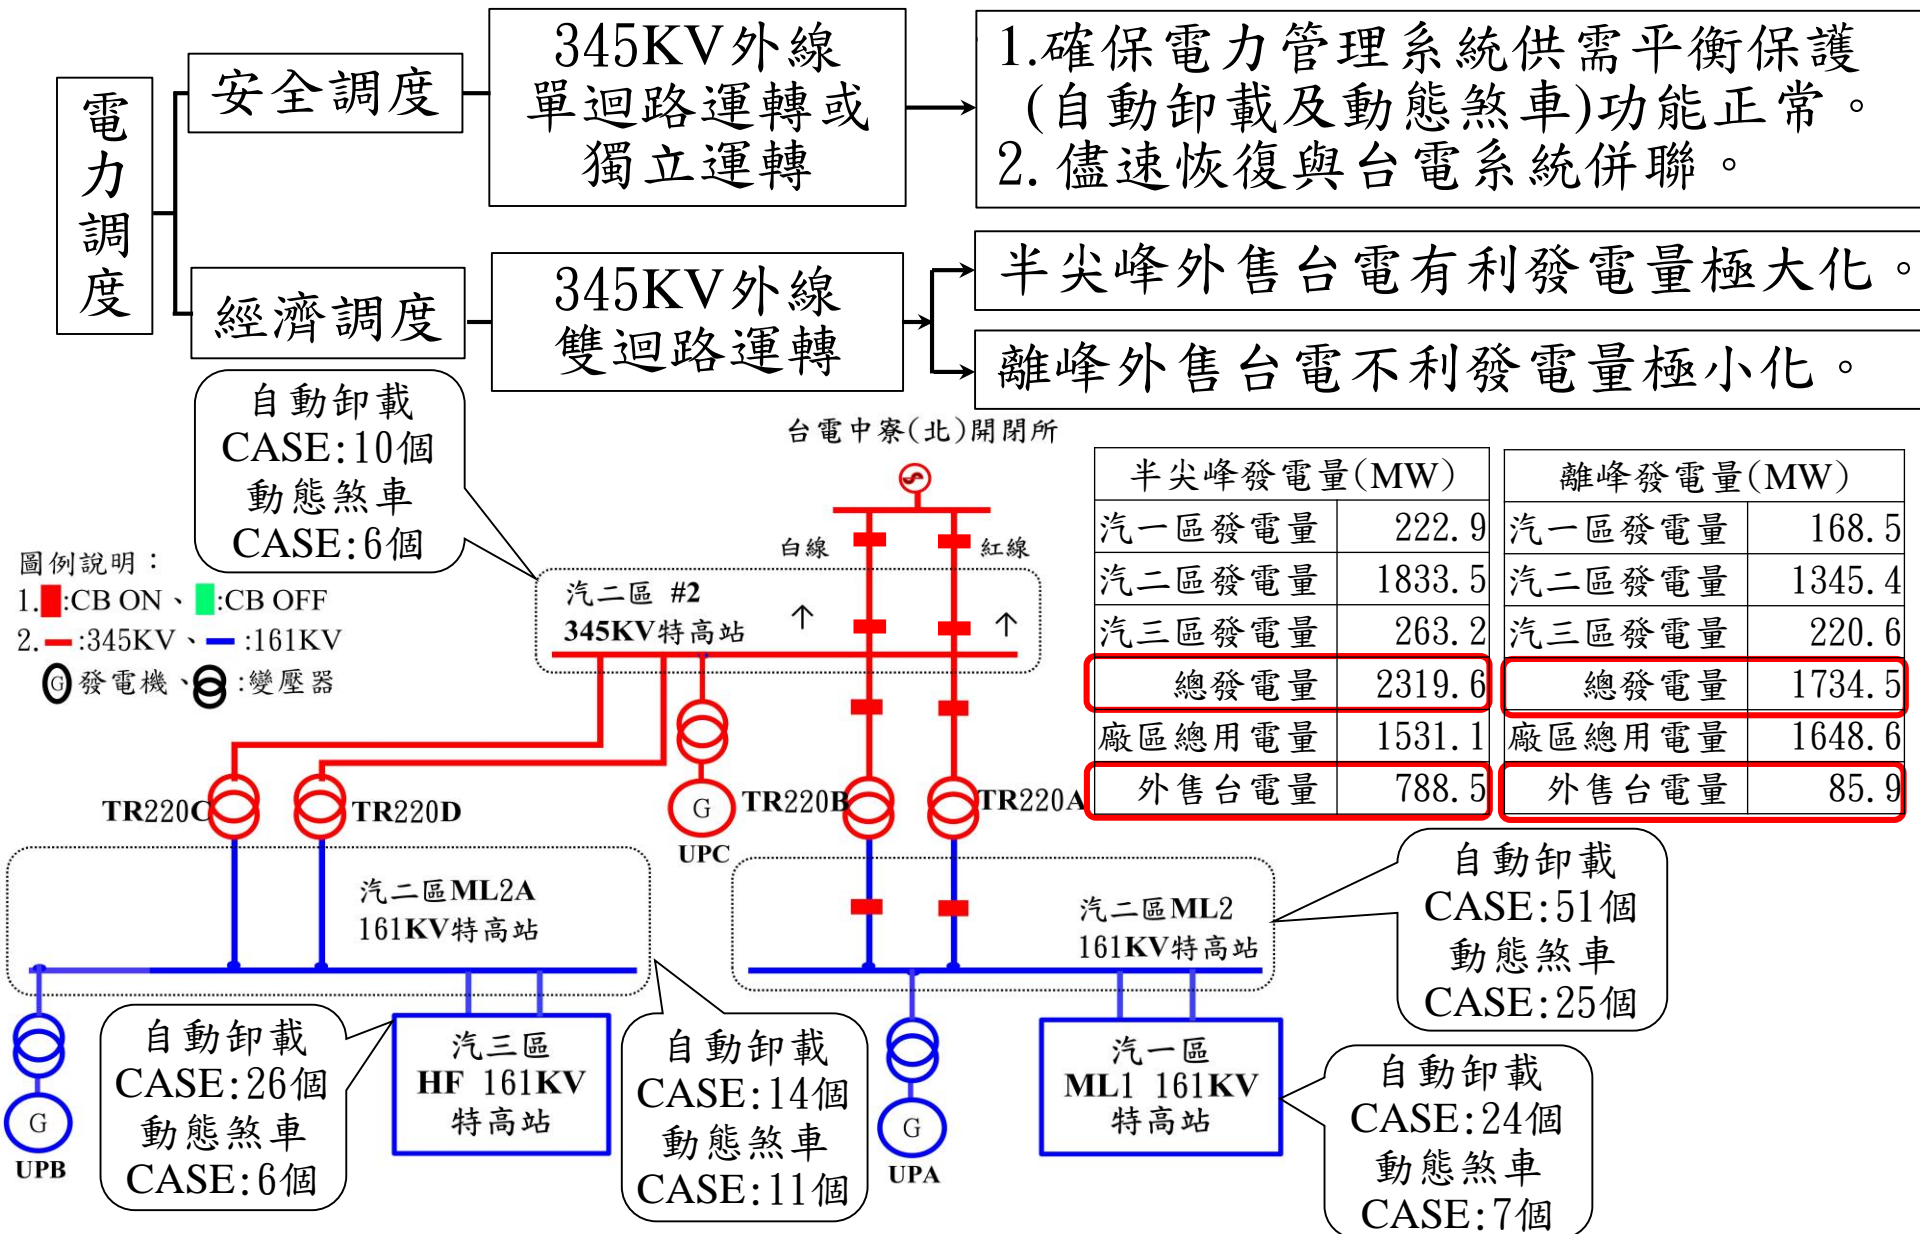 電力調度
安全調度
345KV外線
單迴路運轉或
獨立運轉
1.確保電力管理系統供需平衡保護
(自動卸載及動態煞車)功能正常。
2.儘速恢復與台電系統併聯。
經濟調度
345KV外線
雙迴路運轉
半尖峰外售台電有利發電量極大化。
離峰外售台電不利發電量極小化。
自動卸載
CASE:10個
動態煞車
CASE:6個
台電中寮(北)開閉所
白線
紅線
圖例說明：
1. :CB ON、 :CB OFF
2. :345KV、 :161KV
G 發電機、 :變壓器
汽二區 #2
345KV特高站
↑
↑
半尖峰發電量(MW)
汽一區發電量 222.9
汽二區發電量 1833.5
汽三區發電量 263.2
總發電量 2319.6
廠區總用電量 1531.1
外售台電量 788.5
離峰發電量(MW)
汽一區發電量 168.5
汽二區發電量 1345.4
汽三區發電量 220.6
總發電量 1734.5
廠區總用電量 1648.6
外售台電量 85.9
TR220C
TR220D
G
UPC
TR220B
TR220A
汽二區ML2A
161KV特高站
汽二區ML2
161KV特高站
自動卸載
CASE:51個
動態煞車
CASE:25個
G
UPB
自動卸載
CASE:26個
動態煞車
CASE:6個
汽三區
HF 161KV
特高站
自動卸載
CASE:14個
動態煞車
CASE:11個
G
UPA
汽一區
ML1 161KV
特高站
自動卸載
CASE:24個
動態煞車
CASE:7個